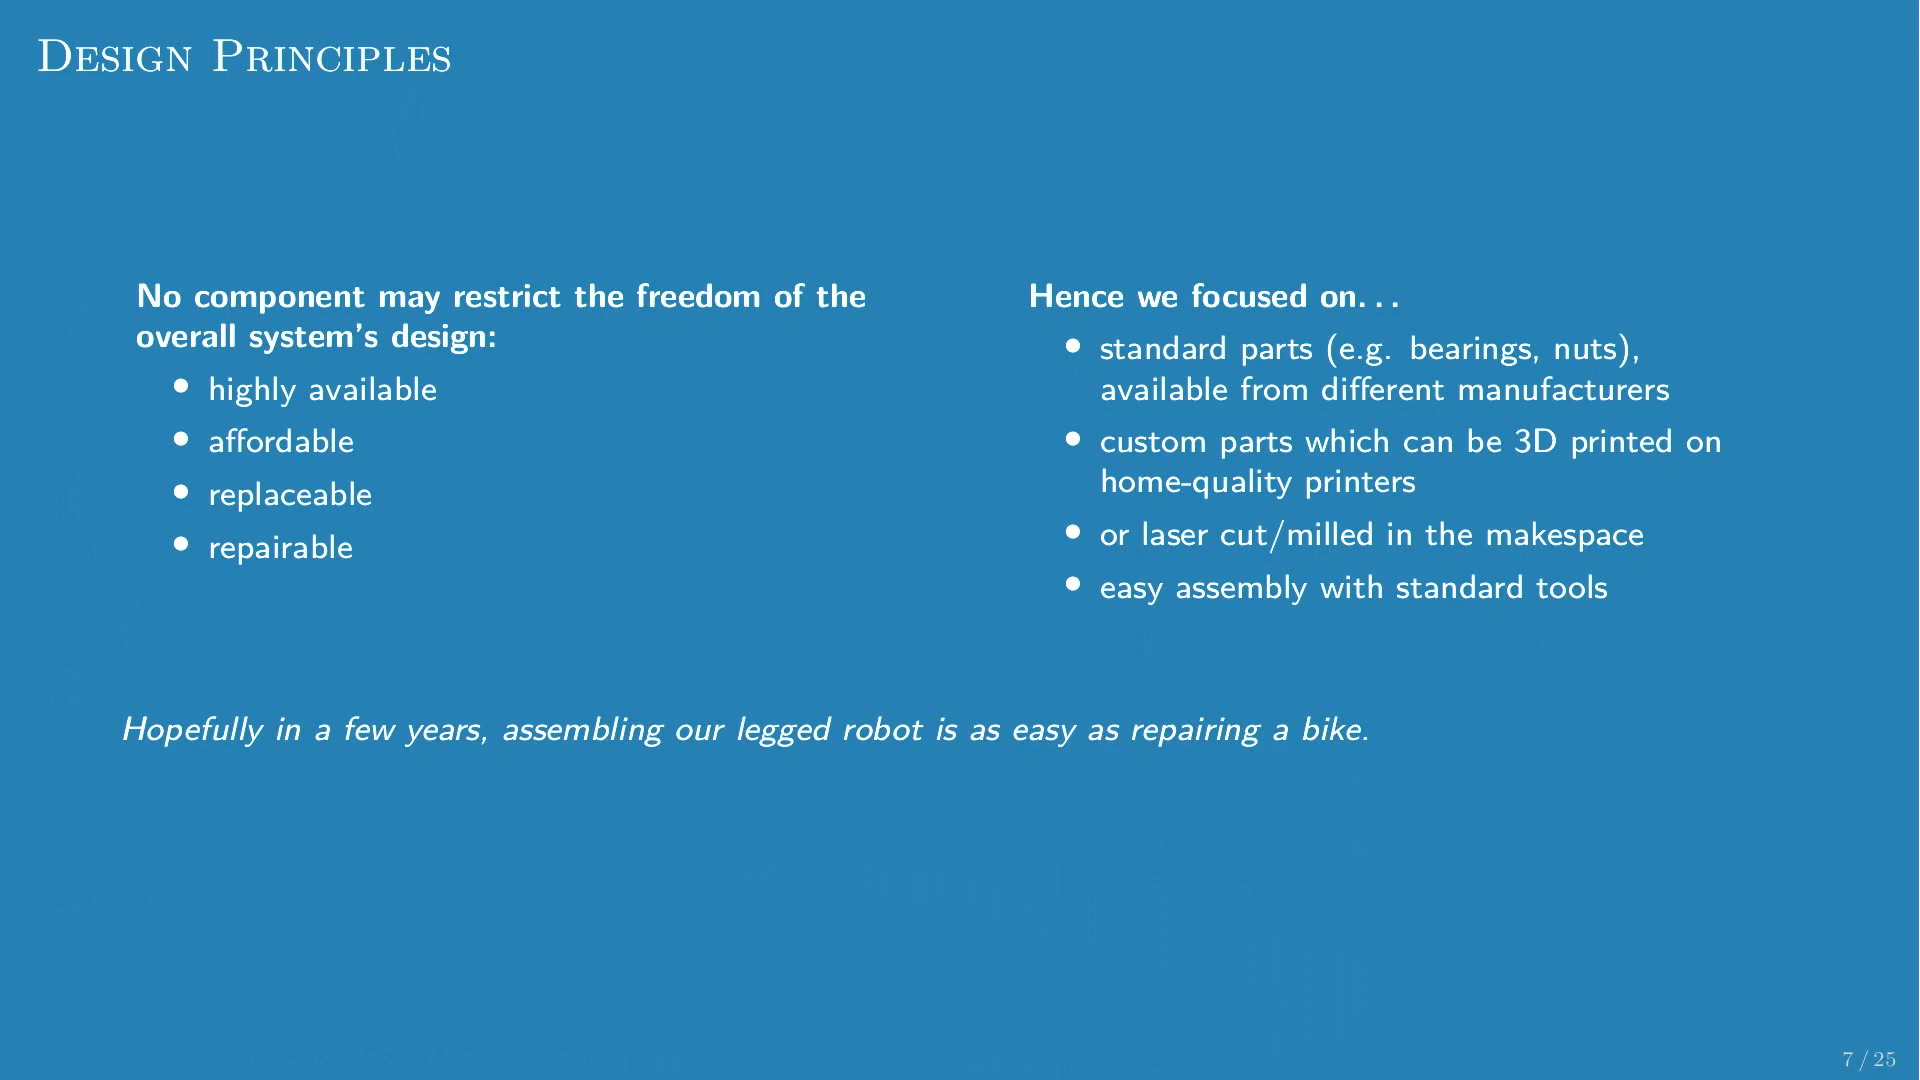 Design Principles
No component may restrict the freedom of the
overall system's design:
• highly available
• affordable
• replaceable
• repairable
Hence we focused on...
• standard parts (e.g. bearings, nuts),
available from different manufacturers
• custom parts which can be 3D printed on
home-quality printers
• or laser cut/milled in the makespace
• easy assembly with standard tools
Hopefully in a few years, assembling our legged robot is as easy as repairing a bike.
7 / 25